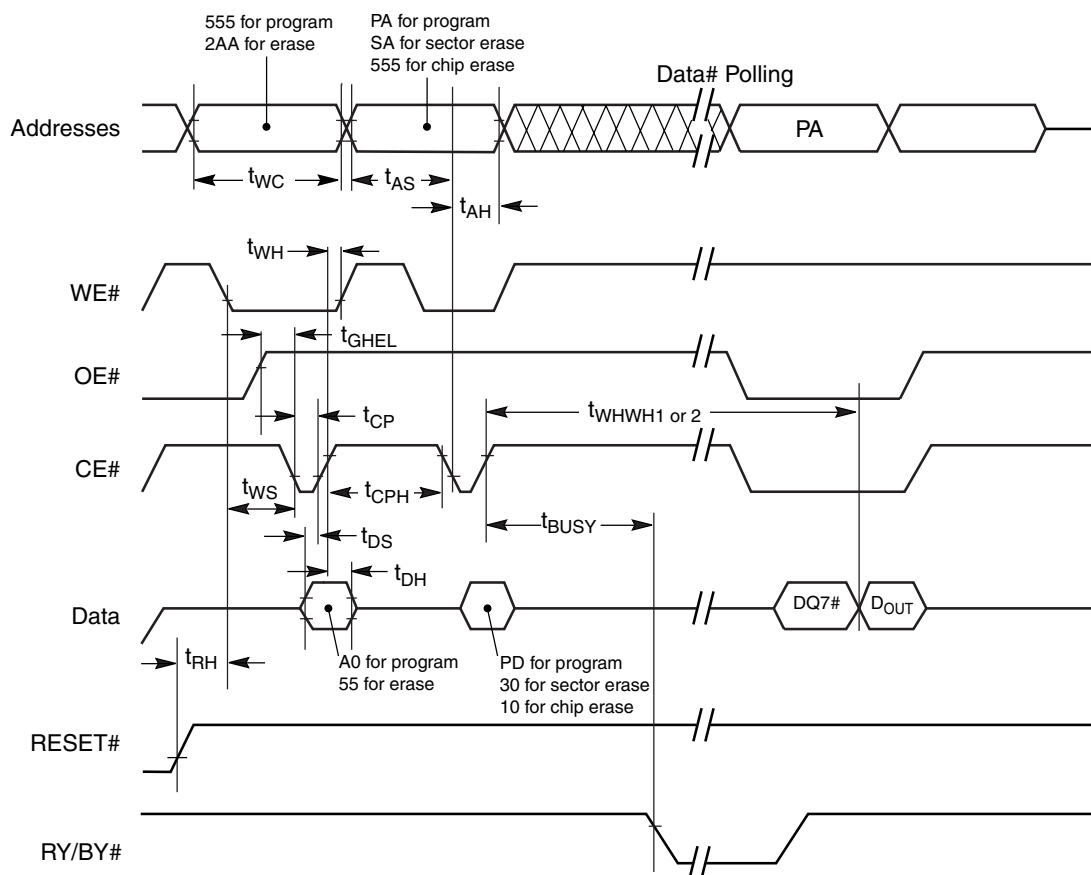 555 for program
2AA for erase
PA for program
SA for sector erase
555 for chip erase
Data# Polling
Addresses
PA
tWC
tAS
tAH
tWH
WE#
tGHEL
OE#
tWHWH1 or 2
tCP
CE#
tWS
tCPH
tBUSY
tDS
tDH
Data
DQ7#
DOUT
tRH
A0 for program
55 for erase
PD for program
30 for sector erase
10 for chip erase
RESET#
RY/BY#